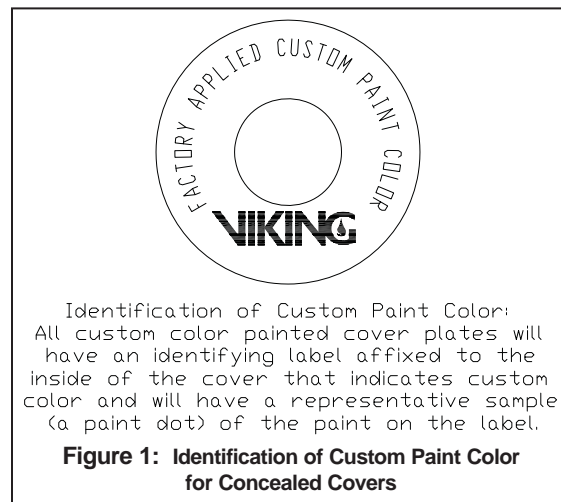 FACTORY APPLIED CUSTOM PAINT COLOR
VIKING
Identification of Custom Paint Color:
All custom color painted cover plates will
have an identifying label affixed to the
inside of the cover that indicates custom
color and will have a representative sample
(a paint dot) of the paint on the label.
Figure 1: Identification of Custom Paint Color
for Concealed Covers